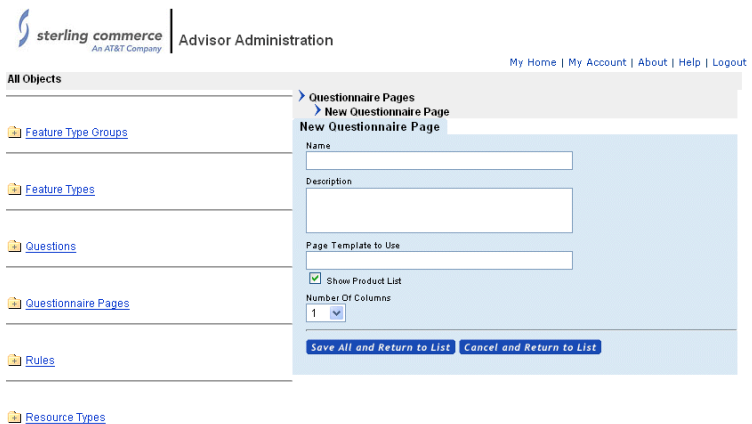 sterling commerce
An AT&T Company
Advisor Administration
My Home | My Account | About | Help | Logout
All Objects
Feature Type Groups
Feature Types
Questions
Questionnaire Pages
Rules
Resource Types
Questionnaire Pages
New Questionnaire Page
New Questionnaire Page
Name
Description
Page Template to Use
Show Product List
Number Of Columns
1
Save All and Return to List
Cancel and Return to List